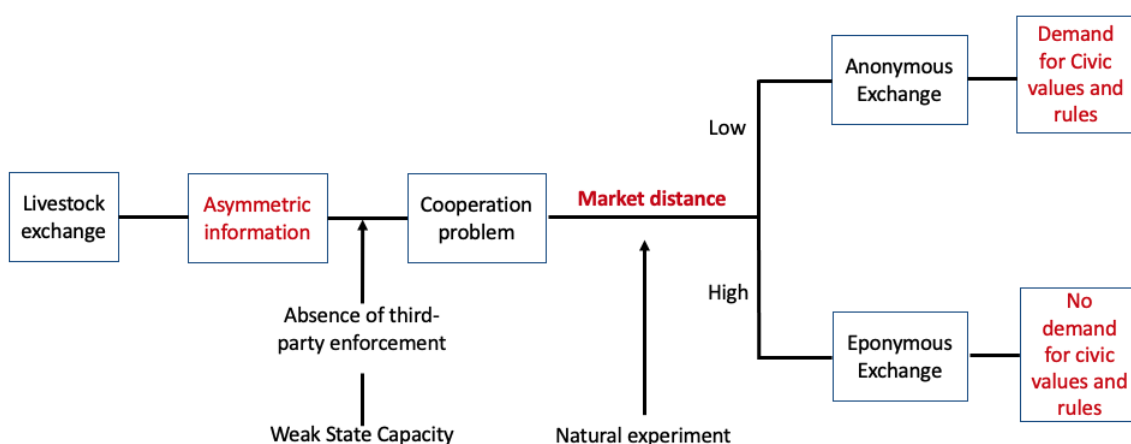 Livestock
exchange
Asymmetric
information
Absence of third-
party enforcement
Weak State Capacity
Cooperation
problem
Market distance
Natural experiment
Low
High
Anonymous
Exchange
Demand
for Civic
values and
rules
Eponymous
Exchange
No
demand
for civic
values and
rules